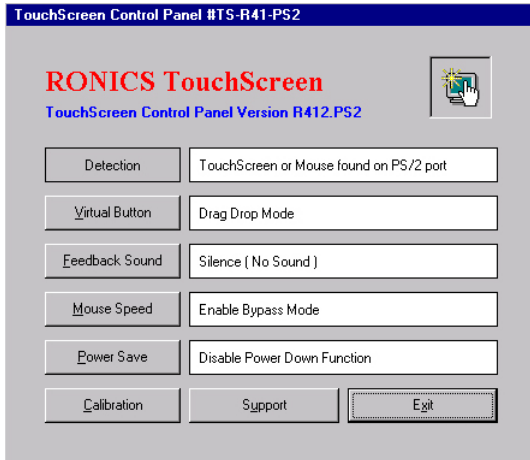 TouchScreen Control Panel #TS-R41-PS2
RONICS TouchScreen
TouchScreen Control Panel Version R412.PS2
Detection TouchScreen or Mouse found on PS/2 port
Virtual Button Drag Drop Mode
Feedback Sound Silence ( No Sound )
Mouse Speed Enable Bypass Mode
Power Save Disable Power Down Function
Calibration Support Exit